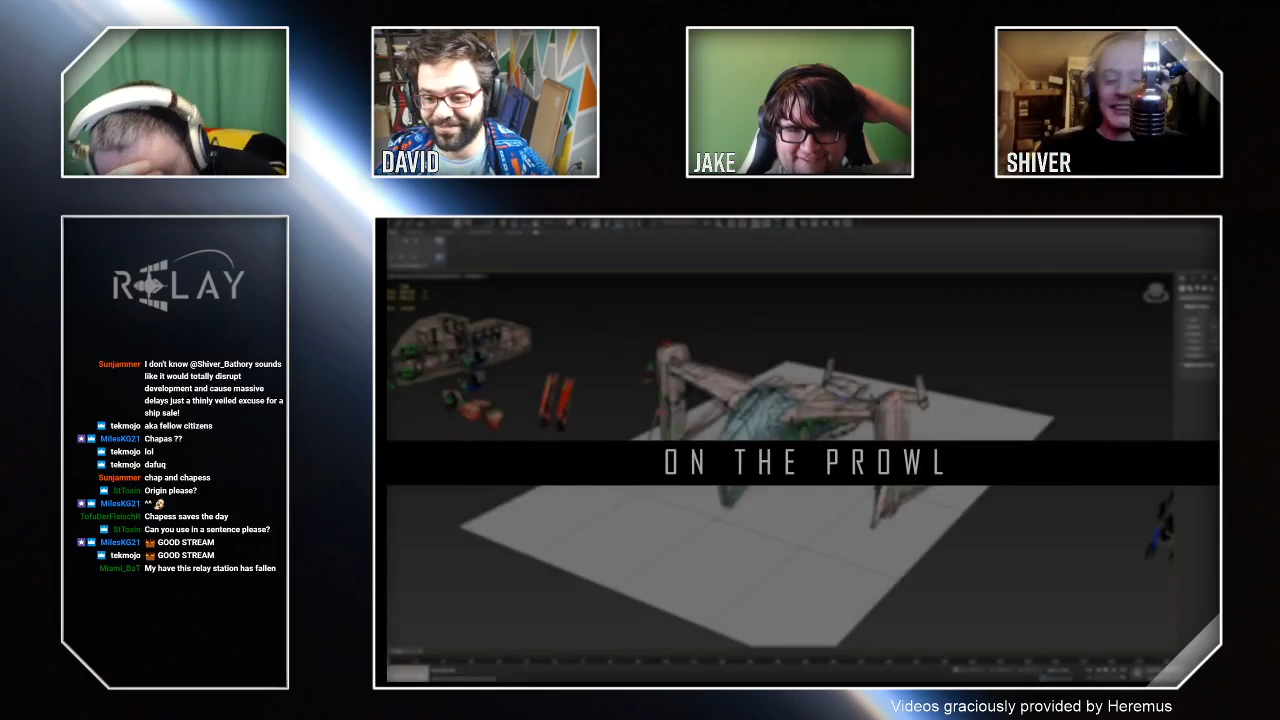 DAVID
JAKE
SHIVER
RELAY
Sunjammer I don't know @Shiver_Bathory sounds
like it would totally disrupt
development and cause massive
delays just a thinly veiled excuse for a
ship sale!
tekmojo aka fellow citizens
MilesKG21 Chapas ??
tekmojo lol
tekmojo dafuq
Sunjammer chap and chapess
StTosin Origin please?
MilesKG21 ^^
TofuDerFleischR Chapess saves the day
StTosin Can you use in a sentence please?
MilesKG21 GOOD STREAM
tekmojo GOOD STREAM
Miami_BaT My have this relay station has fallen
ON THE PROWL
Videos graciously provided by Heremus